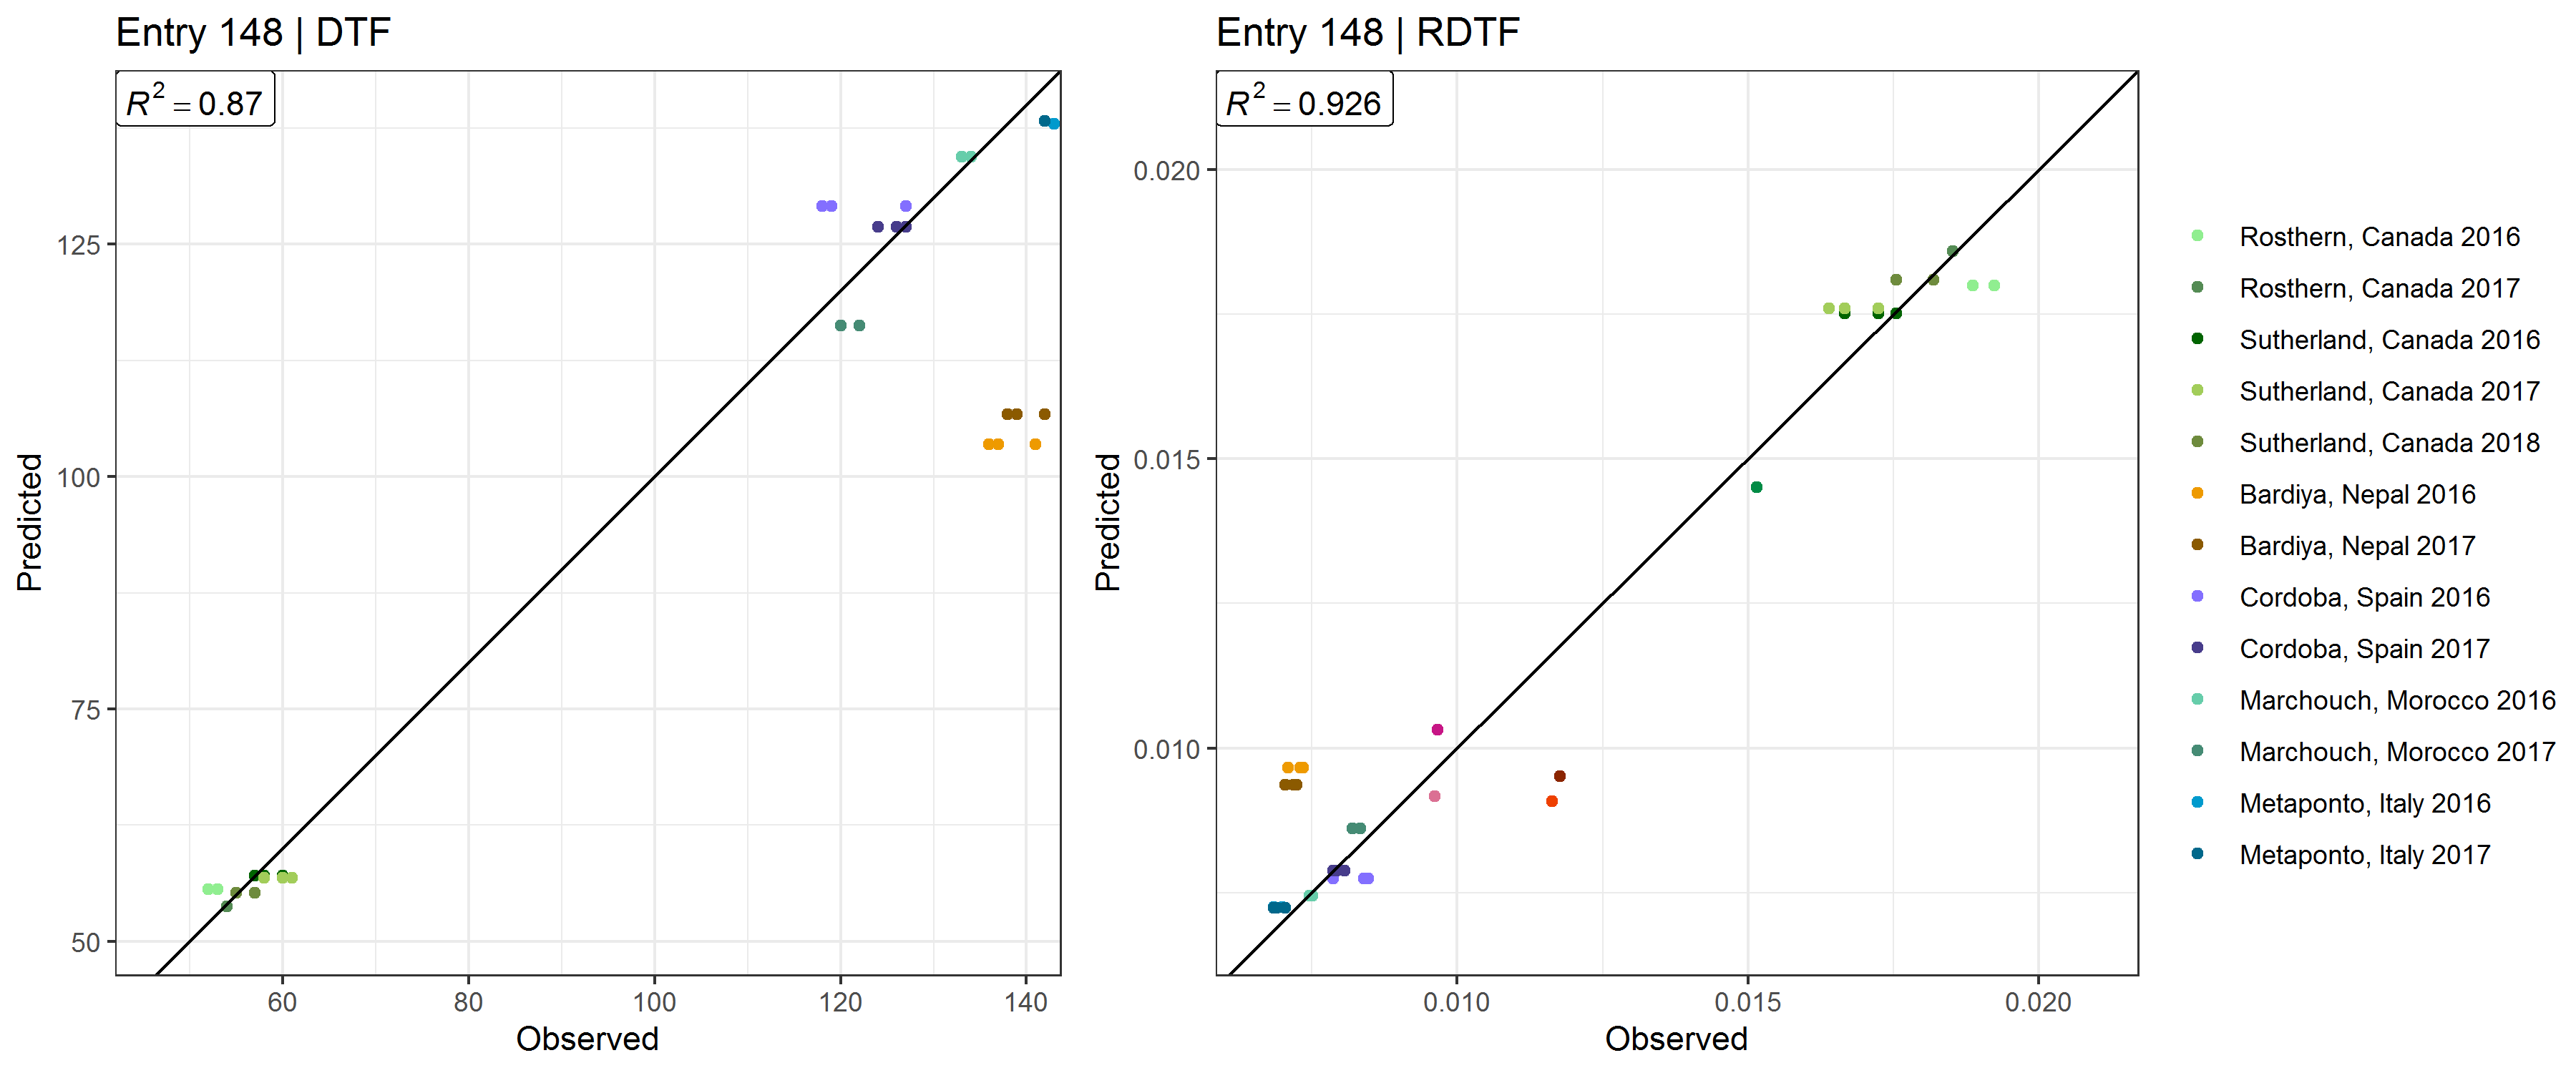 Entry 148 | DTF
R² = 0.87
125
100
75
50
Predicted
60 80 100 120 140
Observed
Entry 148 | RDTF
R² = 0.926
0.020
0.015
0.010
Predicted
0.010 0.015 0.020
Observed
Rosthern, Canada 2016
Rosthern, Canada 2017
Sutherland, Canada 2016
Sutherland, Canada 2017
Sutherland, Canada 2018
Bardiya, Nepal 2016
Bardiya, Nepal 2017
Cordoba, Spain 2016
Cordoba, Spain 2017
Marchouch, Morocco 2016
Marchouch, Morocco 2017
Metaponto, Italy 2016
Metaponto, Italy 2017